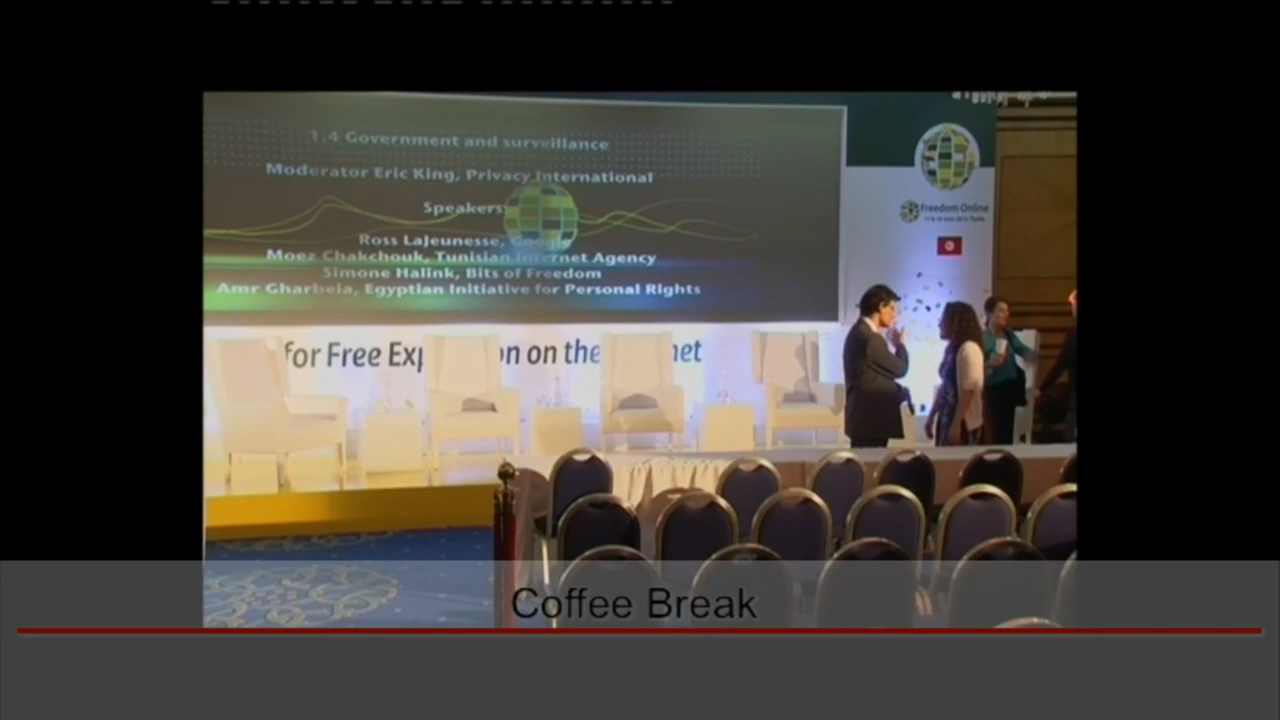 1.4 Government and surveillance
Moderator Eric King, Privacy International
Speakers
Ross LaJeunesse, Google
Moez Chakchouk, Tunisian Internet Agency
Simone Halink, Bits of Freedom
Amr Gharbeia, Egyptian Initiative for Personal Rights
Freedom Online
for Free Exp on on the net
Coffee Break